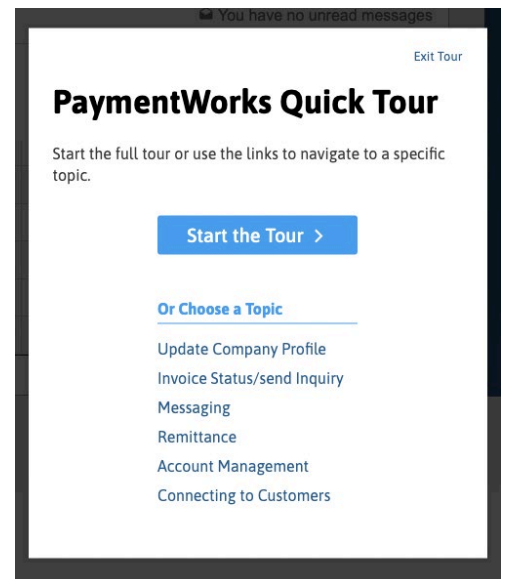 You have no unread messages
Exit Tour
PaymentWorks Quick Tour
Start the full tour or use the links to navigate to a specific
topic.
Start the Tour >
Or Choose a Topic
Update Company Profile
Invoice Status/send Inquiry
Messaging
Remittance
Account Management
Connecting to Customers